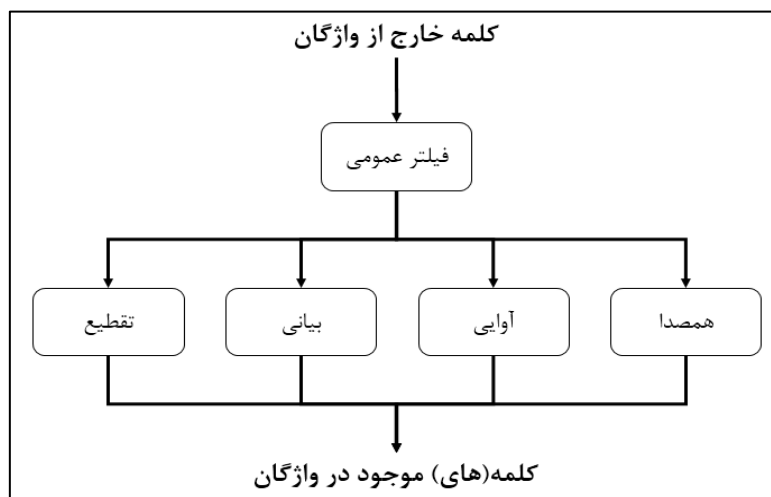 کلمه خارج از واژگان
فیلتر عمومی
همصدا
آوایی
بیانی
تقطیع
کلمه(های) موجود در واژگان